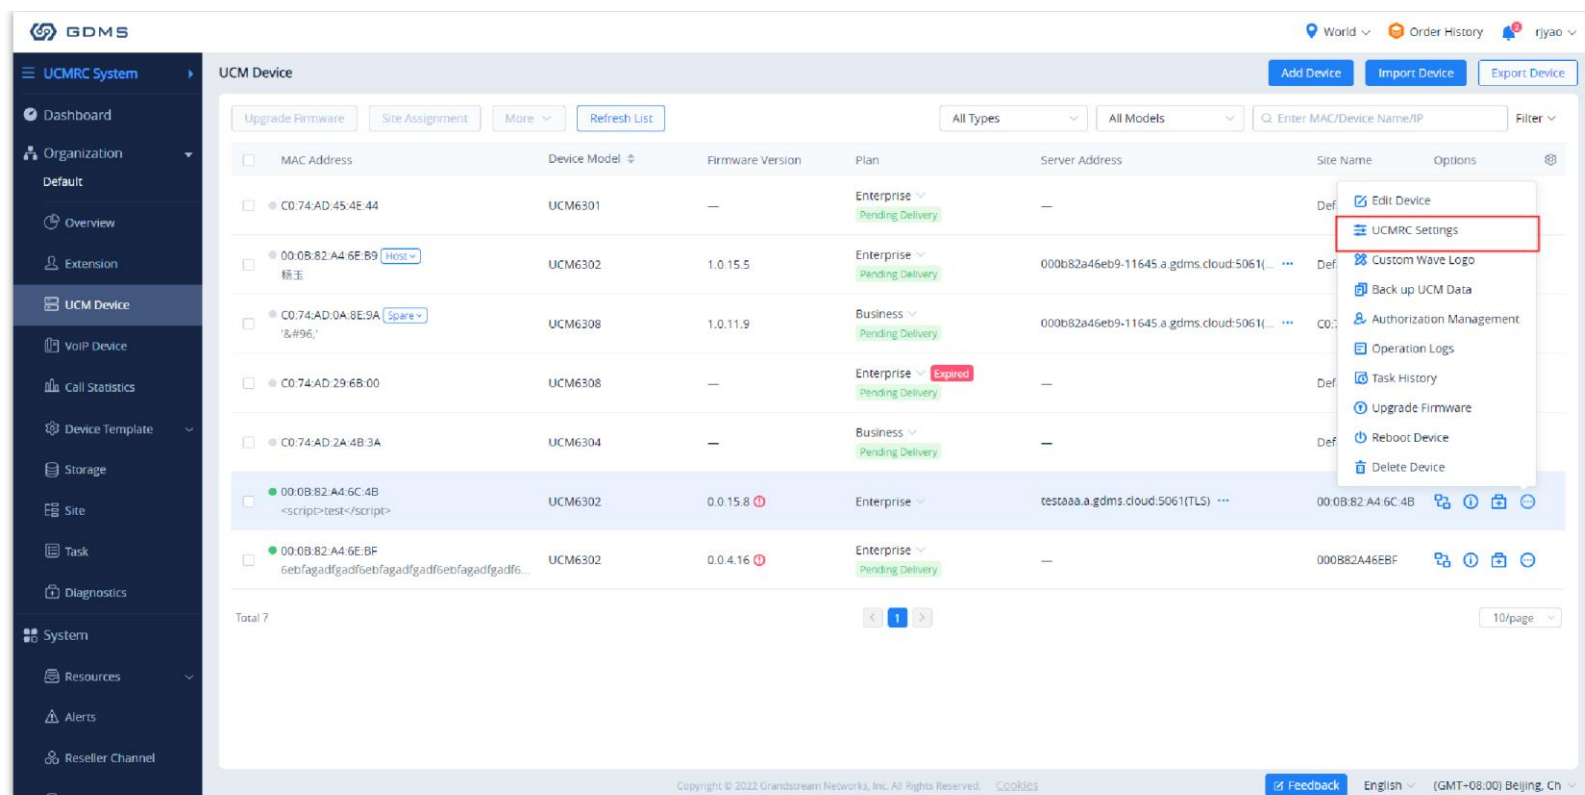 GDMS
World
Order History
2
rjyao
UCMRC System
UCM Device
Add Device
Import Device
Export Device
Dashboard
Organization
Default
Overview
Extension
UCM Device
VoIP Device
Call Statistics
Device Template
Storage
Site
Task
Diagnostics
System
Resources
Alerts
Reseller Channel
Upgrade Firmware
Site Assignment
More
Refresh List
All Types
All Models
Enter MAC/Device Name/IP
Filter
MAC Address
Device Model
Firmware Version
Plan
Server Address
Site Name
Options
C0:74:AD:45:4E:44
UCM6301
—
Enterprise
Pending Delivery
—
Def
00:0B:82:A4:6E:B9 Host
杨玉
UCM6302
1.0.15.5
Enterprise
Pending Delivery
000b82a46eb9-11645.a.gdms.cloud:5061(... ···
Def
C0:74:AD:0A:8E:9A Spare
'&#96;'
UCM6308
1.0.11.9
Business
Pending Delivery
000b82a46eb9-11645.a.gdms.cloud:5061(... ···
C0:
C0:74:AD:29:6B:00
UCM6308
—
Enterprise Expired
Pending Delivery
—
Def
C0:74:AD:2A:4B:3A
UCM6304
—
Business
Pending Delivery
—
Def
00:0B:82:A4:6C:4B
<script>test</script>
UCM6302
0.0.15.8
Enterprise
testaaa.a.gdms.cloud:5061(TLS) ···
00:0B:82:A4:6C:4B
00:0B:82:A4:6E:BF
6ebfagadfgadf6ebfagadfgadf6ebfagadfgadf6...
UCM6302
0.0.4.16
Enterprise
Pending Delivery
—
000B82A46EBF
Edit Device
UCMRC Settings
Custom Wave Logo
Back up UCM Data
Authorization Management
Operation Logs
Task History
Upgrade Firmware
Reboot Device
Delete Device
Total 7
1
10/page
Copyright © 2022 Grandstream Networks, Inc. All Rights Reserved. Cookies
Feedback
English
(GMT+08:00) Beijing, Ch